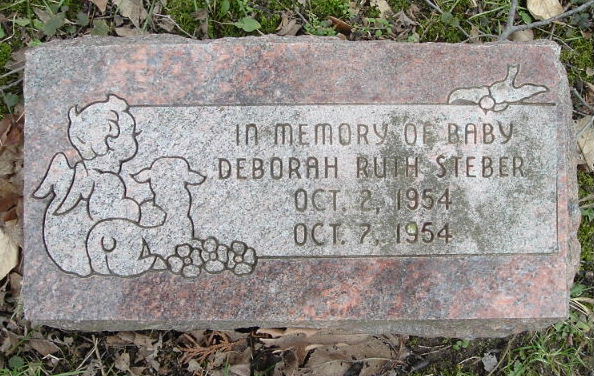 IN MEMORY OF BABY
DEBORAH RUTH STEBER
OCT. 2, 1954
OCT. 7, 1954